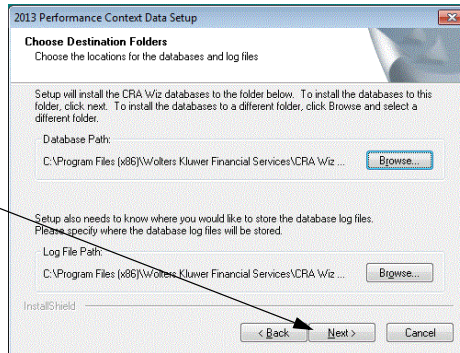 2013 Performance Context Data Setup
Choose Destination Folders
Choose the locations for the databases and log files
Setup will install the CRA Wiz databases to the folder below. To install the databases to this
folder, click next. To install the databases to a different folder, click Browse and select a
different folder.
Database Path:
C:\Program Files (x86)\Wolters Kluwer Financial Services\CRA Wiz ...
Browse...
Setup also needs to know where you would like to store the database log files.
Please specify where the database log files will be stored.
Log File Path:
C:\Program Files (x86)\Wolters Kluwer Financial Services\CRA Wiz ...
Browse...
InstallShield
< Back
Next >
Cancel